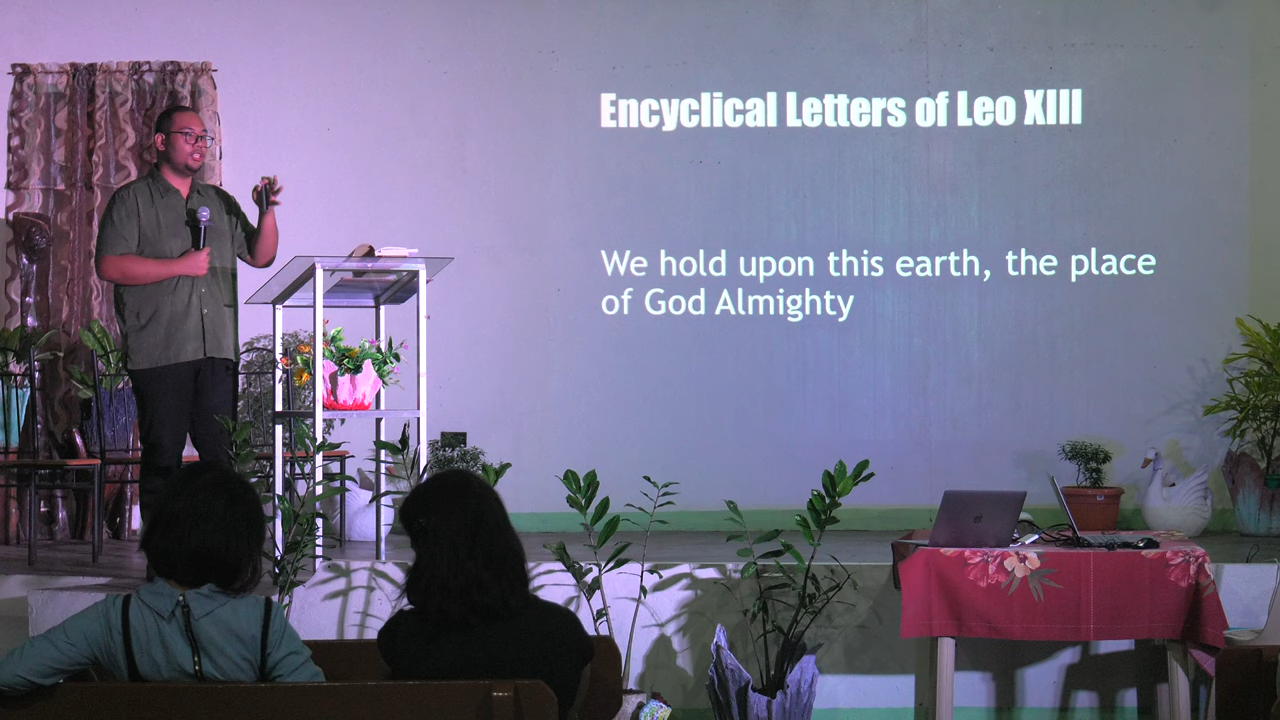 Encyclical Letters of Leo XIII
We hold upon this earth, the place
of God Almighty